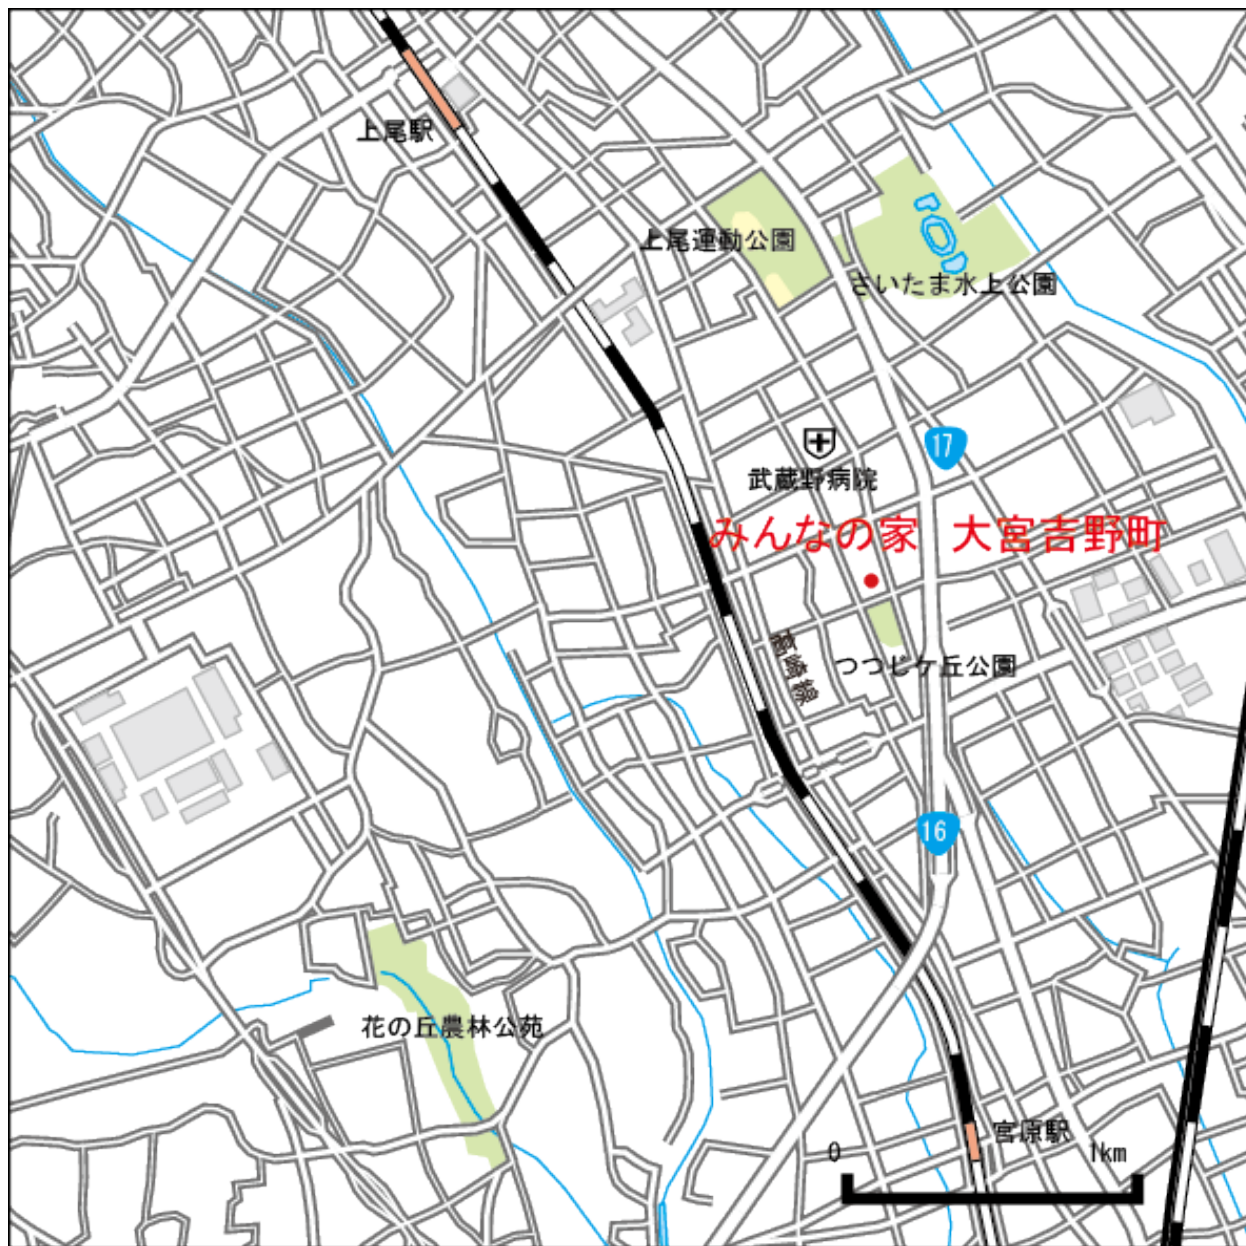 上尾駅
上尾運動公園
さいたま水上公園
17
武蔵野病院
みんなの家　大宮吉野町
高崎線
つつじケ丘公園
16
花の丘農林公苑
宮原駅
0
1km